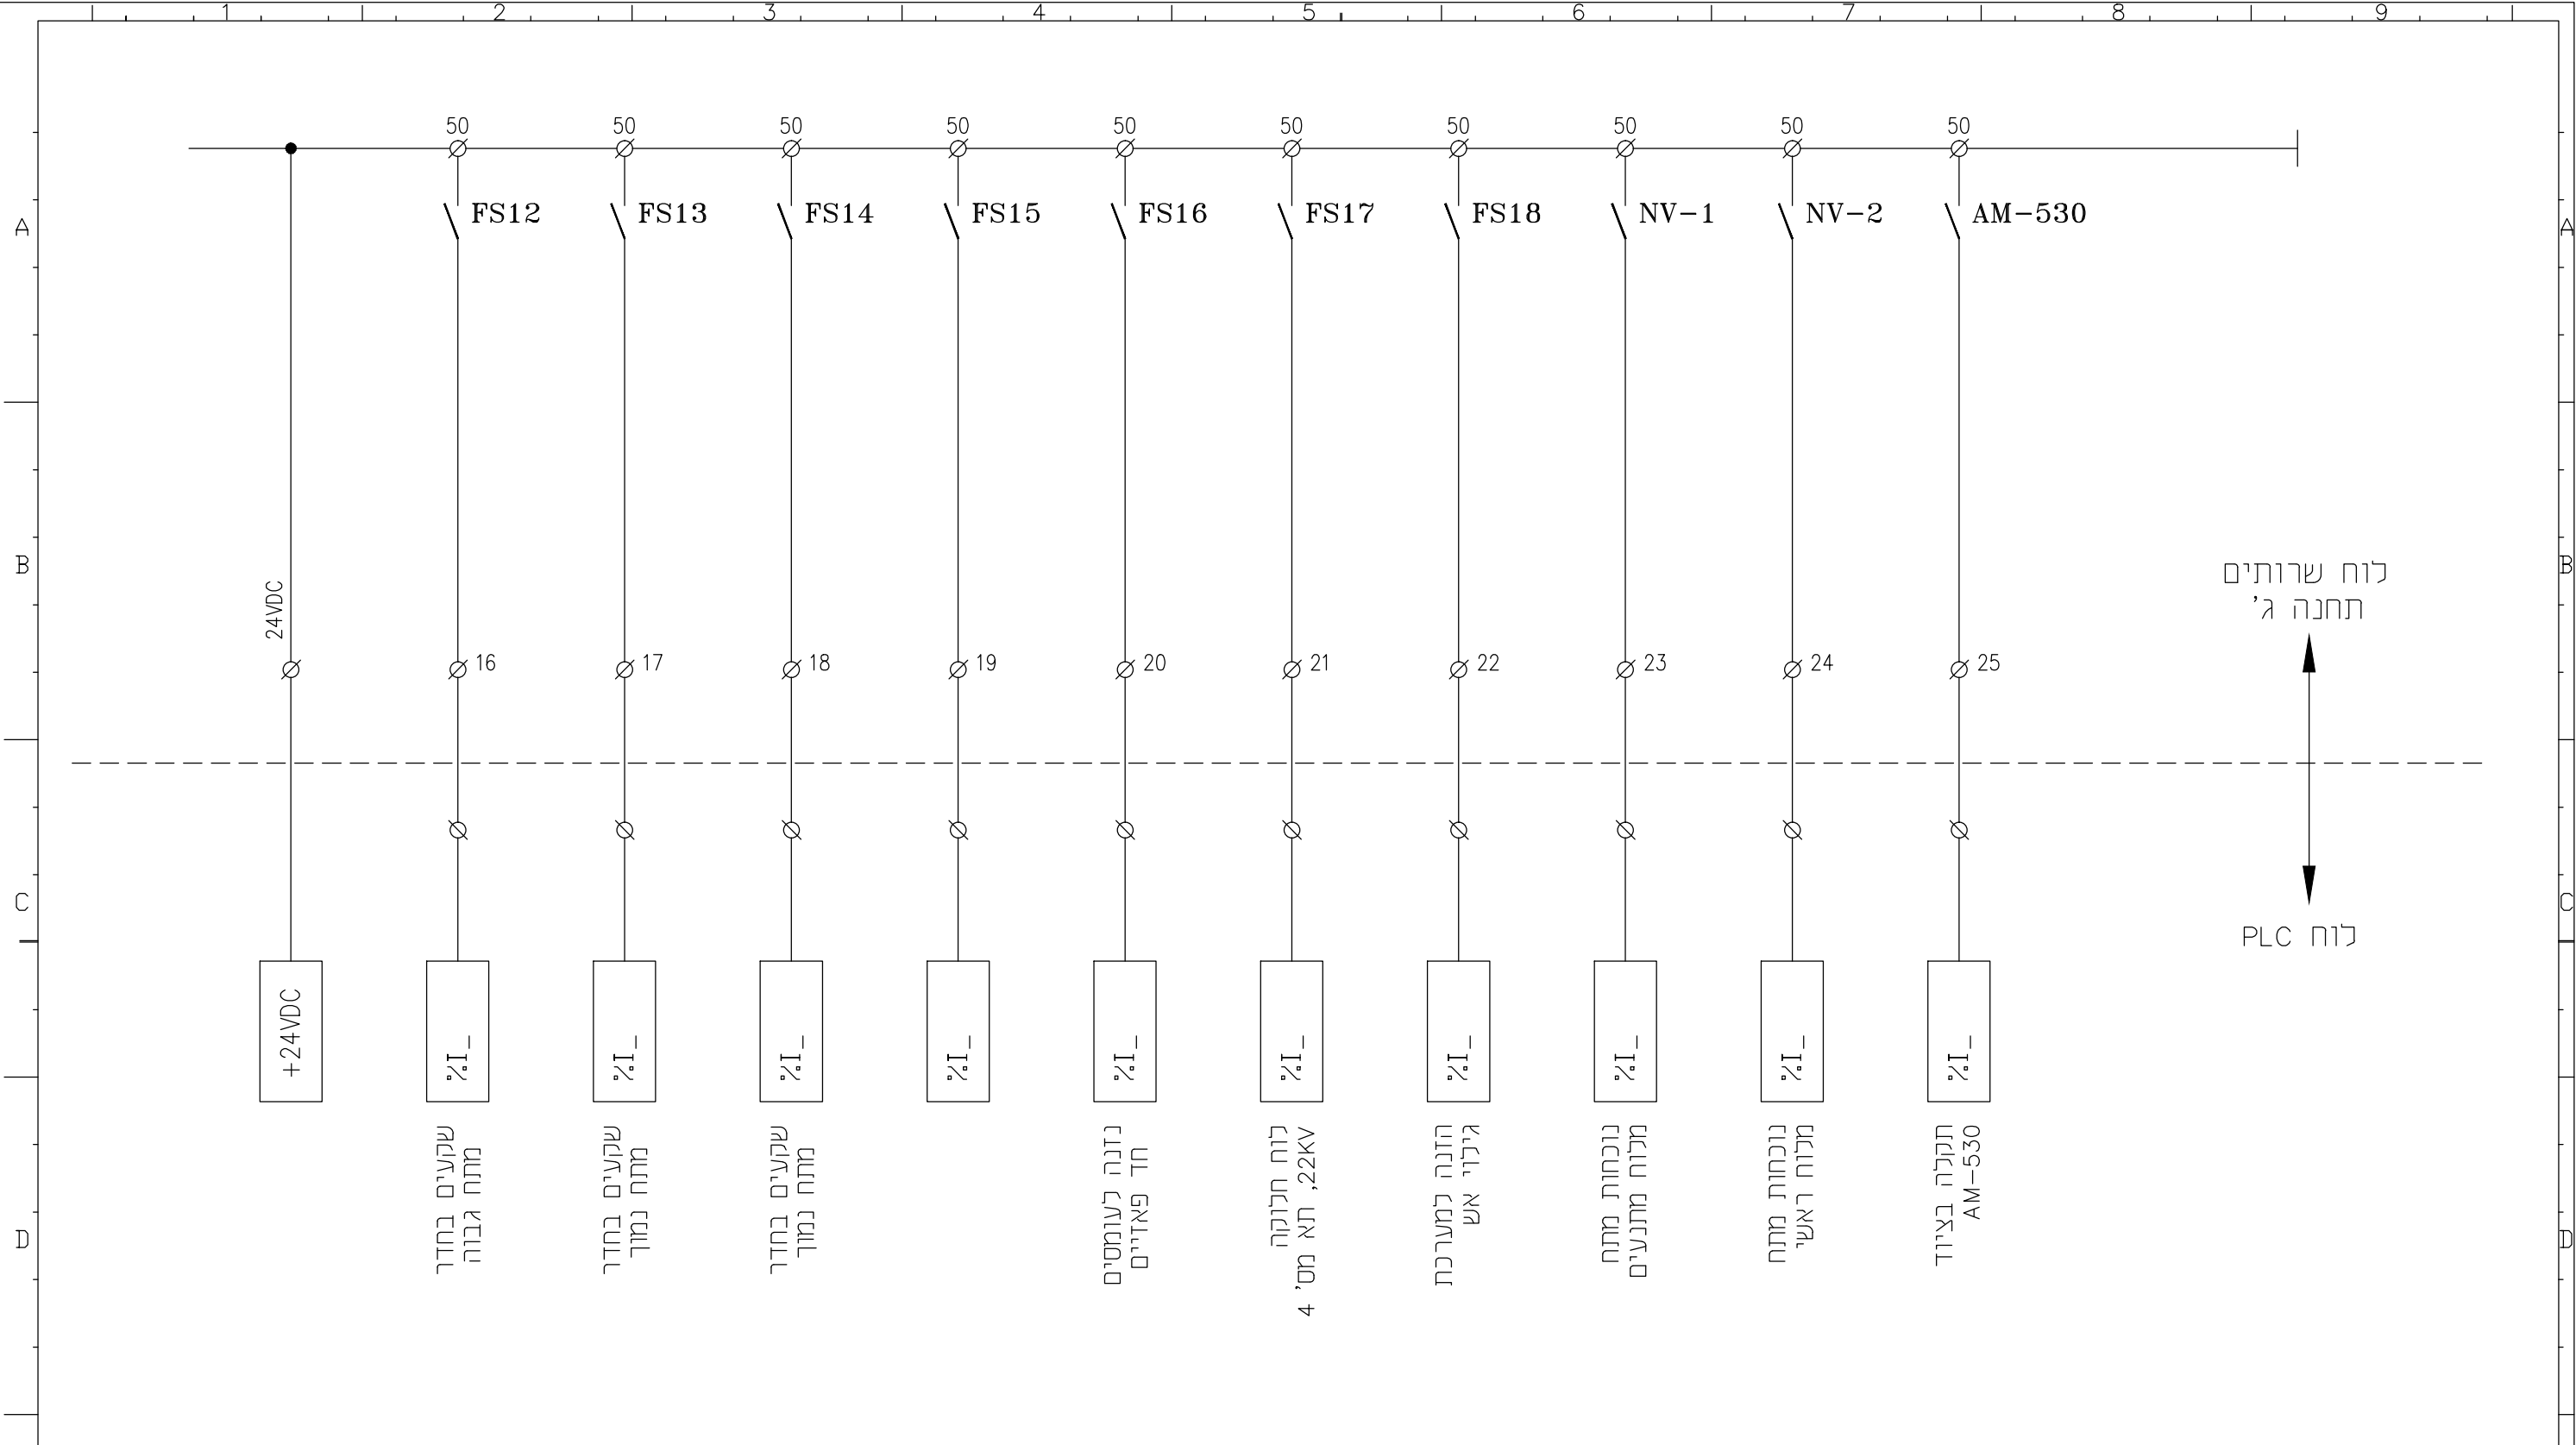 1 2 3 4 5 6 7 8 9
50 50 50 50 50 50 50 50 50 50
A FS12 FS13 FS14 FS15 FS16 FS17 FS18 NV-1 NV-2 AM-530 A
B B
לוח שרותים
תחנה ג'
24VDC
16 17 18 19 20 21 22 23 24 25
C C
לוח PLC
+24VDC
%I_
%I_
%I_
%I_
%I_
%I_
%I_
%I_
%I_
%I_
שקעים בחדר
מתח גבוה
שקעים בחדר
מתח נמוך
שקעים בחדר
מתח נמוך
נזנה לעומסים
חד פאזיים
לוח חלוקה
22KV, תא מס' 4
הזנה למערכת
גילוי אש
נוכחות מתח
מלוח מתנעים
נוכחות מתח
מלוח ראשי
תקלה בציוד
AM-530
D D